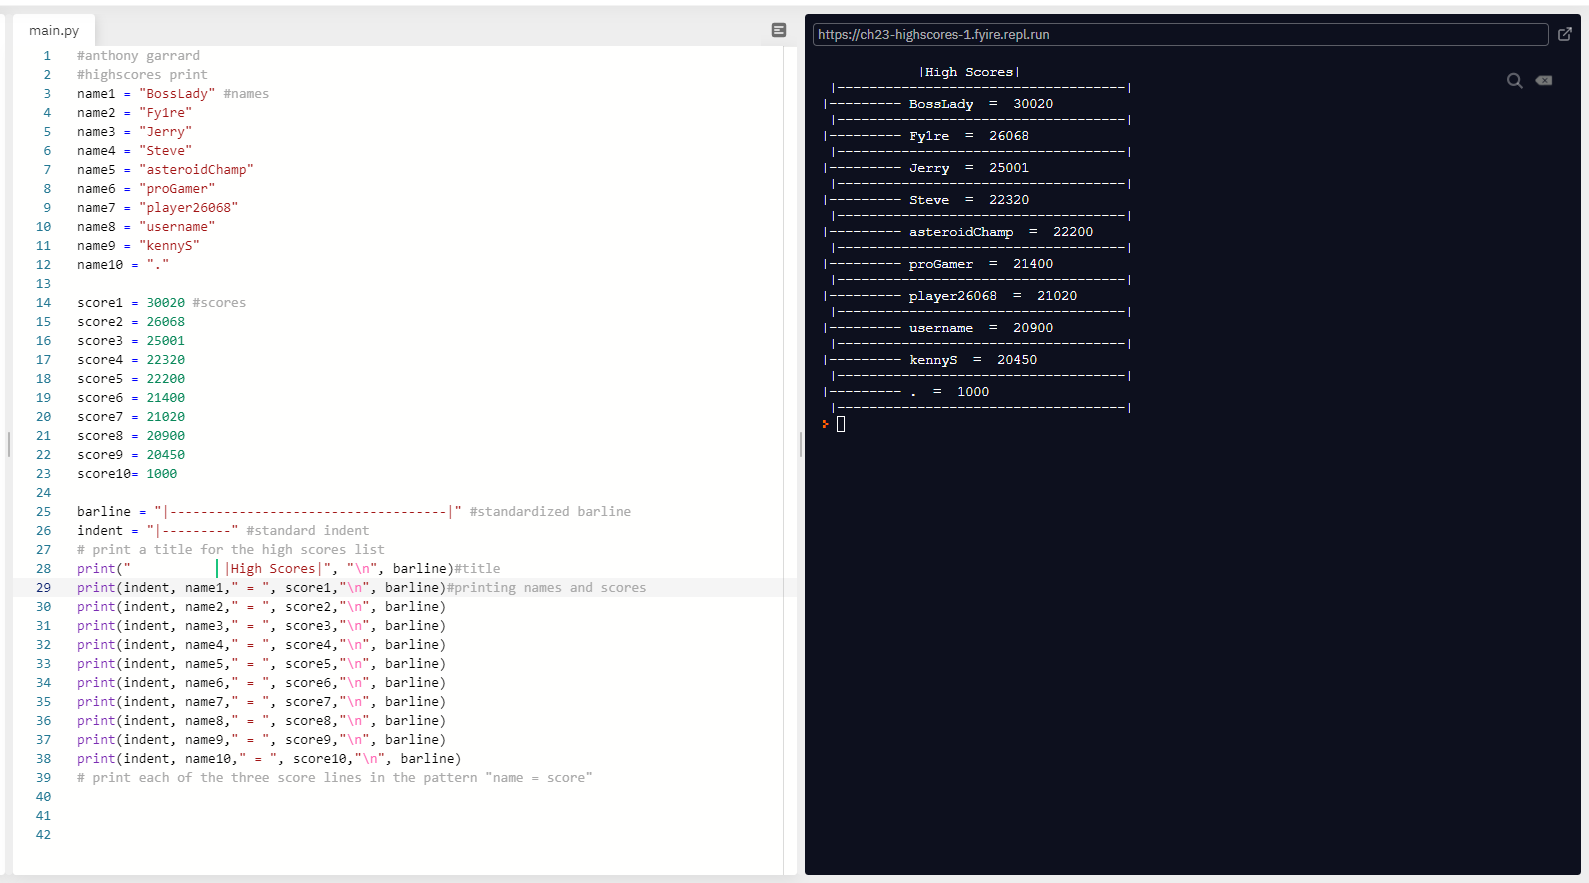 main.py
1 #anthony garrard
2 #highscores print
3 name1 = "BossLady" #names
4 name2 = "Fy1re"
5 name3 = "Jerry"
6 name4 = "Steve"
7 name5 = "asteroidChamp"
8 name6 = "proGamer"
9 name7 = "player26068"
10 name8 = "username"
11 name9 = "kennyS"
12 name10 = "."
13
14 score1 = 30020 #scores
15 score2 = 26068
16 score3 = 25001
17 score4 = 22320
18 score5 = 22200
19 score6 = 21400
20 score7 = 21020
21 score8 = 20900
22 score9 = 20450
23 score10= 1000
24
25 barline = "|------------------------------------|" #standardized barline
26 indent = "|---------" #standard indent
27 # print a title for the high scores list
28 print("            |High Scores|", "\n", barline)#title
29 print(indent, name1," = ", score1,"\n", barline)#printing names and scores
30 print(indent, name2," = ", score2,"\n", barline)
31 print(indent, name3," = ", score3,"\n", barline)
32 print(indent, name4," = ", score4,"\n", barline)
33 print(indent, name5," = ", score5,"\n", barline)
34 print(indent, name6," = ", score6,"\n", barline)
35 print(indent, name7," = ", score7,"\n", barline)
36 print(indent, name8," = ", score8,"\n", barline)
37 print(indent, name9," = ", score9,"\n", barline)
38 print(indent, name10," = ", score10,"\n", barline)
39 # print each of the three score lines in the pattern "name = score"
40
41
42
https://ch23-highscores-1.fyire.repl.run
            |High Scores|
 |------------------------------------|
|--------- BossLady  =  30020
 |------------------------------------|
|--------- Fy1re  =  26068
 |------------------------------------|
|--------- Jerry  =  25001
 |------------------------------------|
|--------- Steve  =  22320
 |------------------------------------|
|--------- asteroidChamp  =  22200
 |------------------------------------|
|--------- proGamer  =  21400
 |------------------------------------|
|--------- player26068  =  21020
 |------------------------------------|
|--------- username  =  20900
 |------------------------------------|
|--------- kennyS  =  20450
 |------------------------------------|
|--------- .  =  1000
 |------------------------------------|